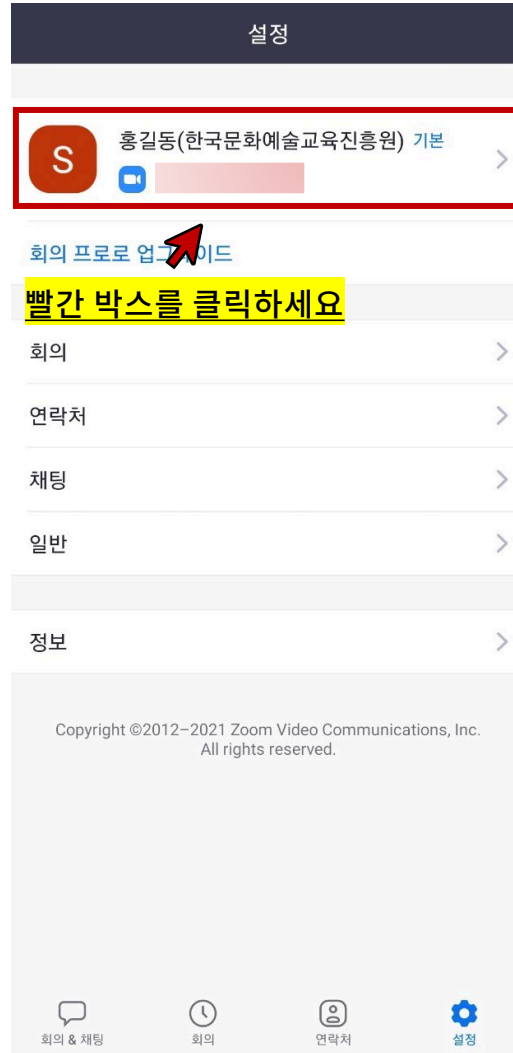 설정
S
홍길동(한국문화예술교육진흥원) 기본
회의 프로로 업그레이드
빨간 박스를 클릭하세요
회의
연락처
채팅
일반
정보
Copyright ©2012–2021 Zoom Video Communications, Inc.
All rights reserved.
회의 & 채팅
회의
연락처
설정